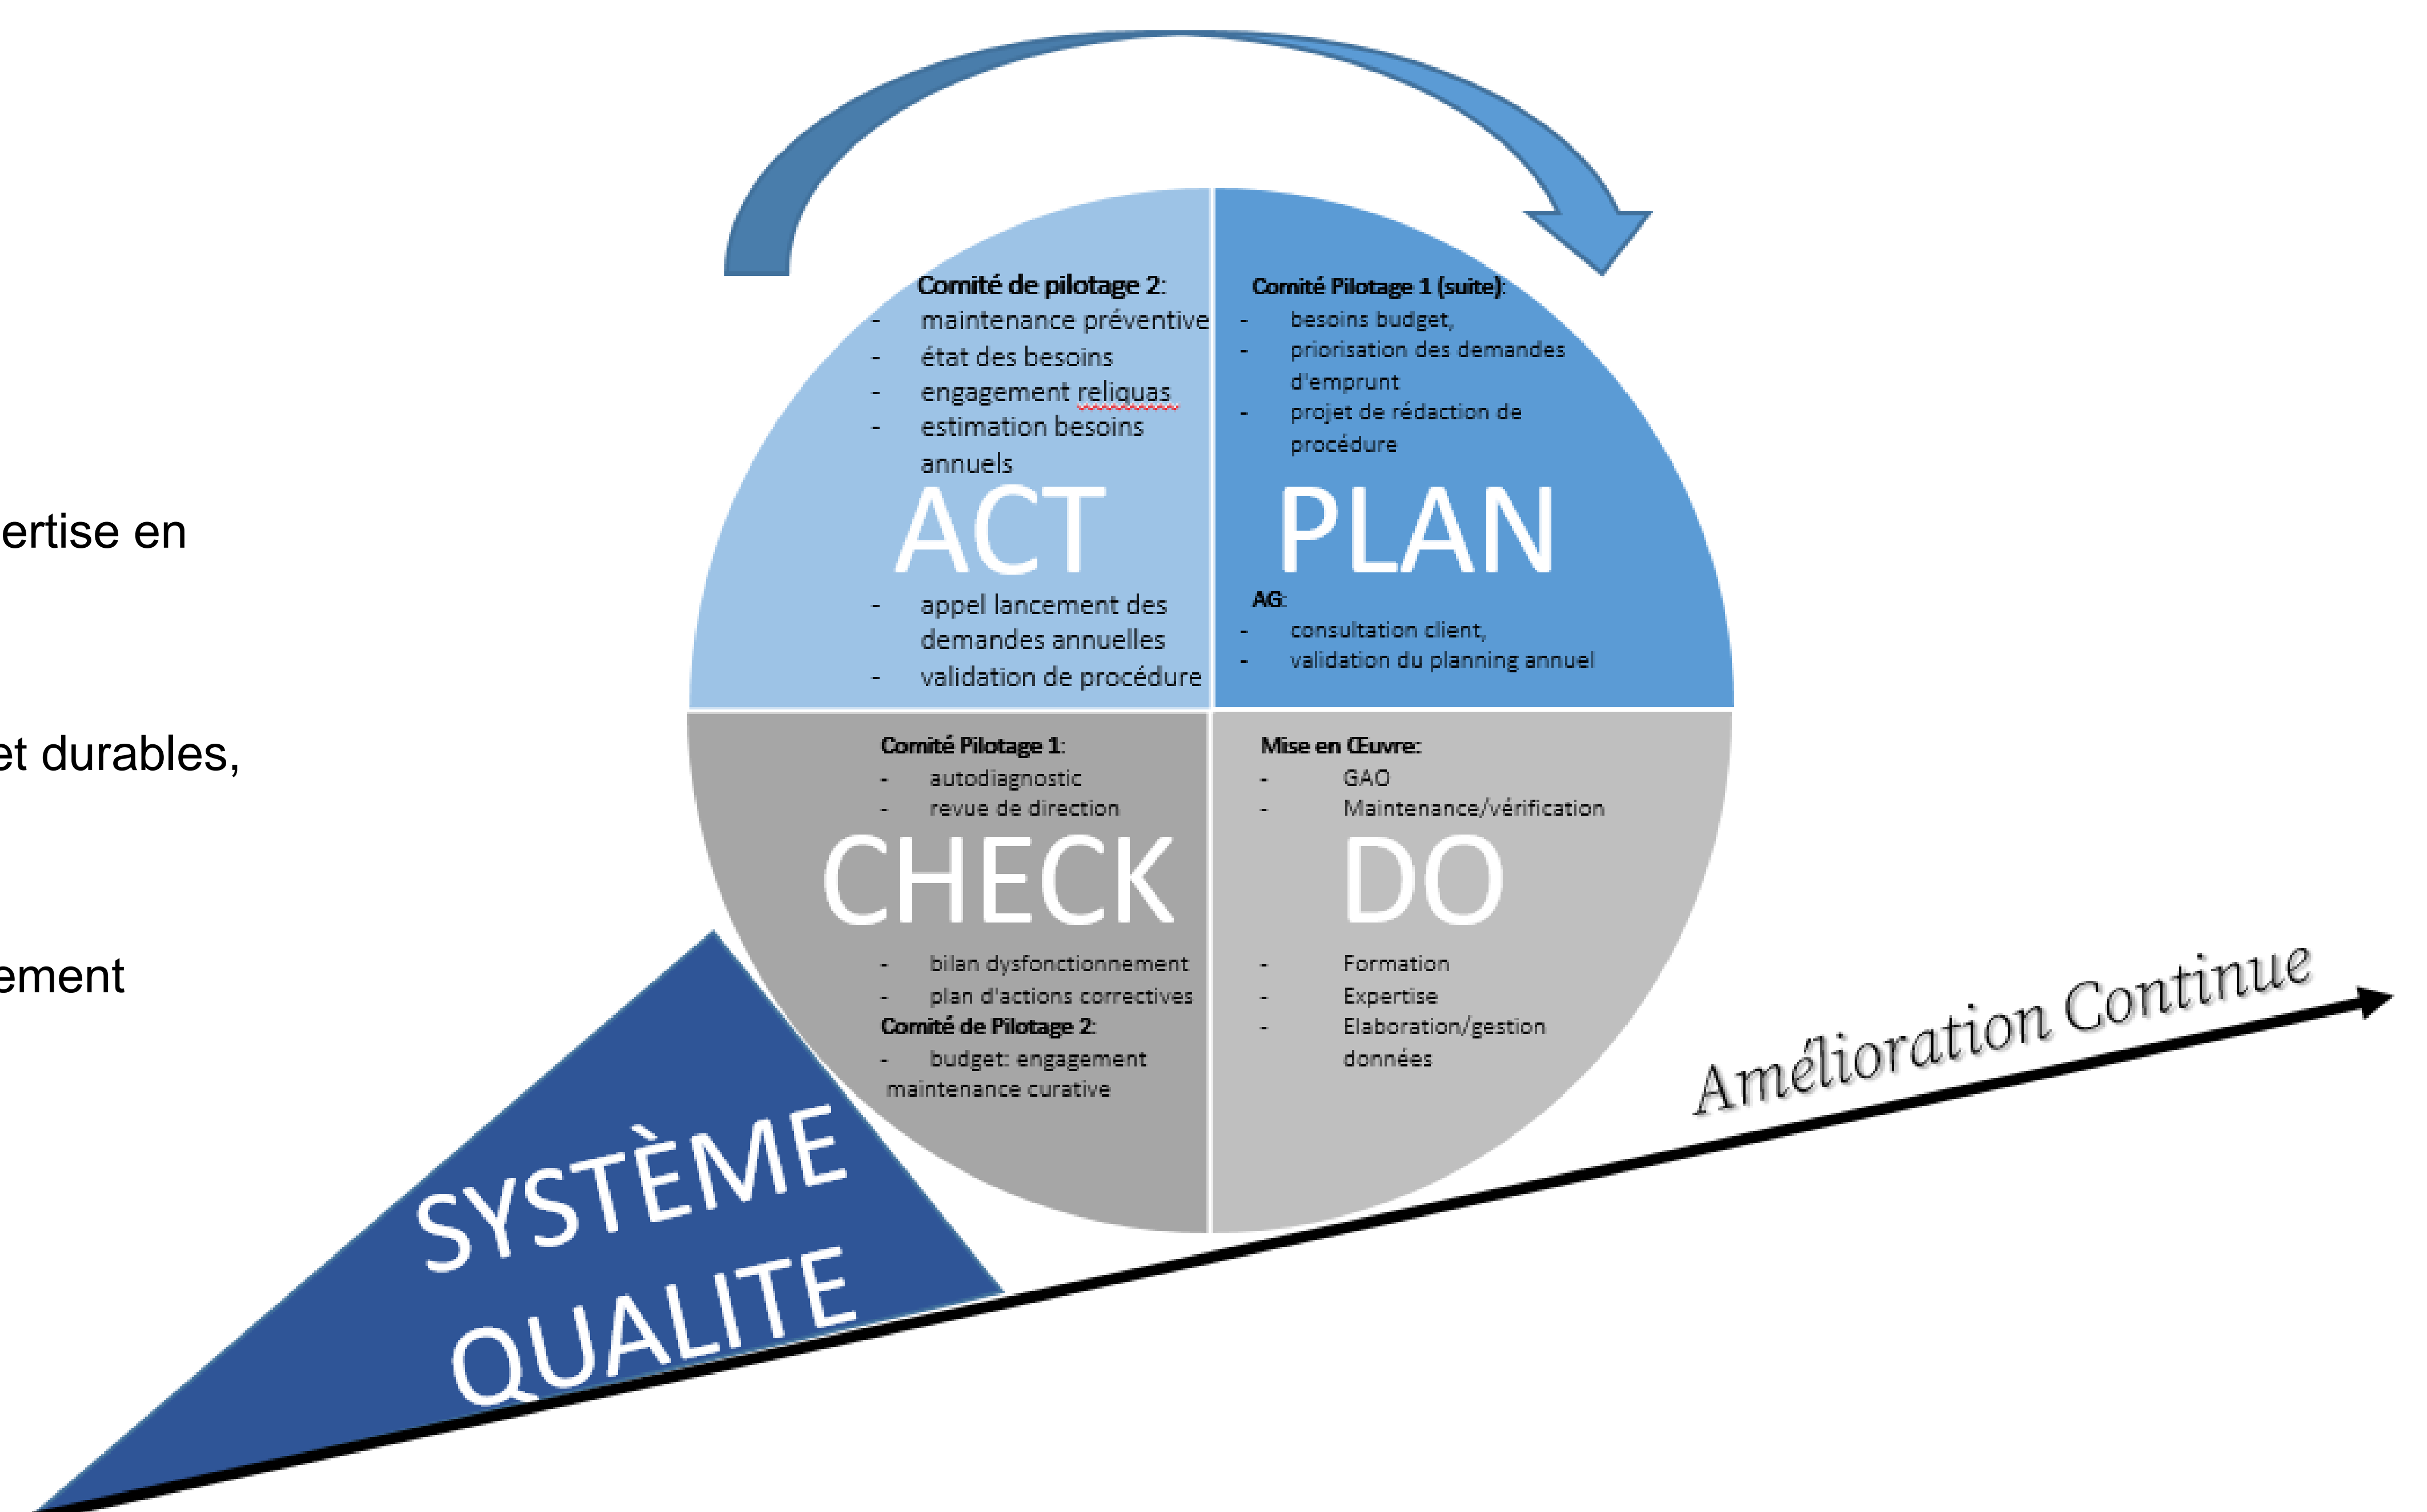 ertise en
et durables,
ement
Comité de pilotage 2:
- maintenance préventive
- état des besoins
- engagement reliquas
- estimation besoins
annuels
ACT
- appel lancement des
demandes annuelles
- validation de procédure
Comité Pilotage 1 (suite):
- besoins budget,
- priorisation des demandes
d'emprunt
- projet de rédaction de
procédure
PLAN
AG:
- consultation client,
- validation du planning annuel
Comité Pilotage 1:
- autodiagnostic
- revue de direction
CHECK
- bilan dysfonctionnement
- plan d'actions correctives
Comité de Pilotage 2:
- budget: engagement
maintenance curative
Mise en Œuvre:
- GAO
- Maintenance/vérification
DO
- Formation
- Expertise
- Elaboration/gestion
données
SYSTÈME
QUALITE
Amélioration Continue